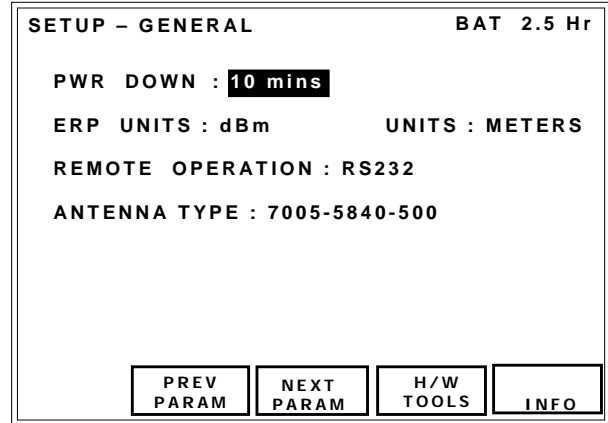 SETUP – GENERAL BAT 2.5 Hr
PWR DOWN : 10 mins
ERP UNITS : dBm UNITS : METERS
REMOTE OPERATION : RS232
ANTENNA TYPE : 7005-5840-500
PREV PARAM
NEXT PARAM
H/W TOOLS
INFO